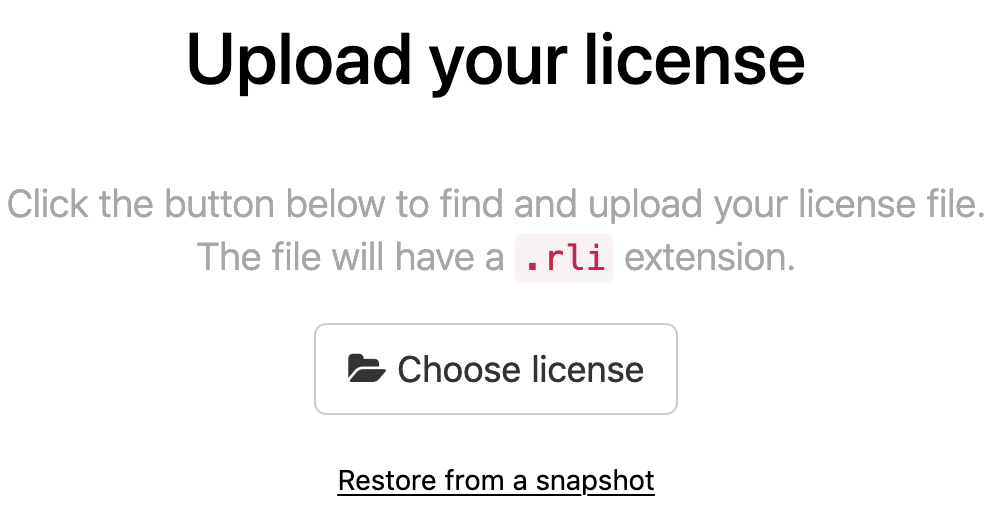 Upload your license
Click the button below to find and upload your license file.
The file will have a .rli extension.
Choose license
Restore from a snapshot